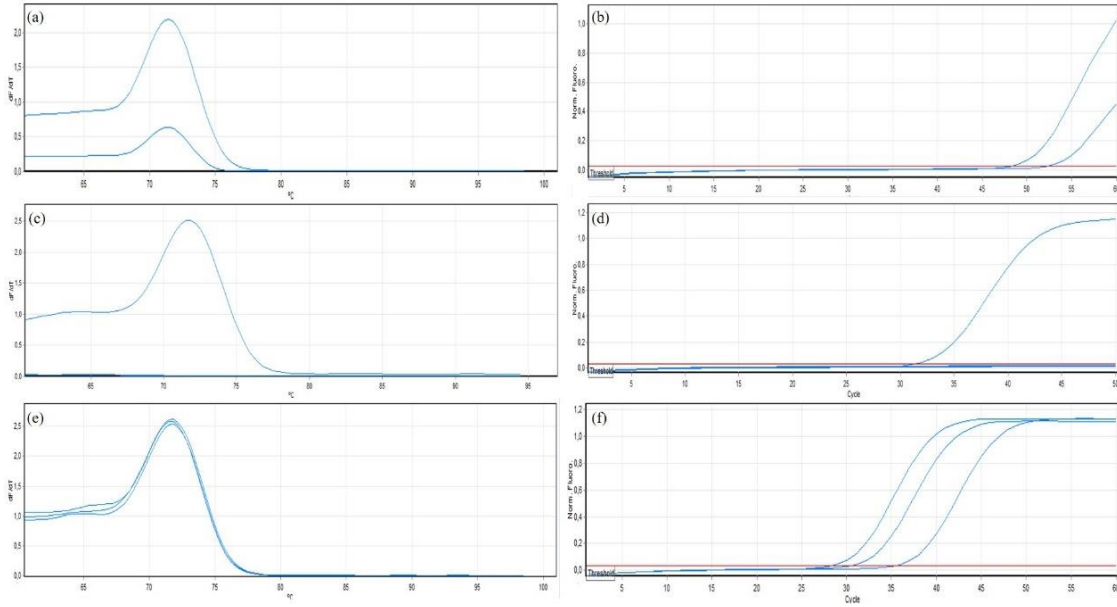 (a)
2,0
1,5
1,0
0,5
0,0
dF/dT
65 70 75 80 85 90 95 100
°C
(b)
1,0
0,8
0,6
0,4
0,2
0,0
Norm. Fluoro.
Threshold
5 10 15 20 25 30 35 40 45 50 55 60
(c)
2,5
2,0
1,5
1,0
0,5
0,0
dF/dT
65 70 75 80 85 90 95
°C
(d)
1,2
1,0
0,8
0,6
0,4
0,2
0,0
Norm. Fluoro.
Threshold
5 10 15 20 25 30 35 40 45 50
Cycle
(e)
2,5
2,0
1,5
1,0
0,5
0,0
dF/dT
65 70 75 80 85 90 95 100
°C
(f)
1,2
1,0
0,8
0,6
0,4
0,2
0,0
Norm. Fluoro.
Threshold
5 10 15 20 25 30 35 40 45 50 55 60
Cycle